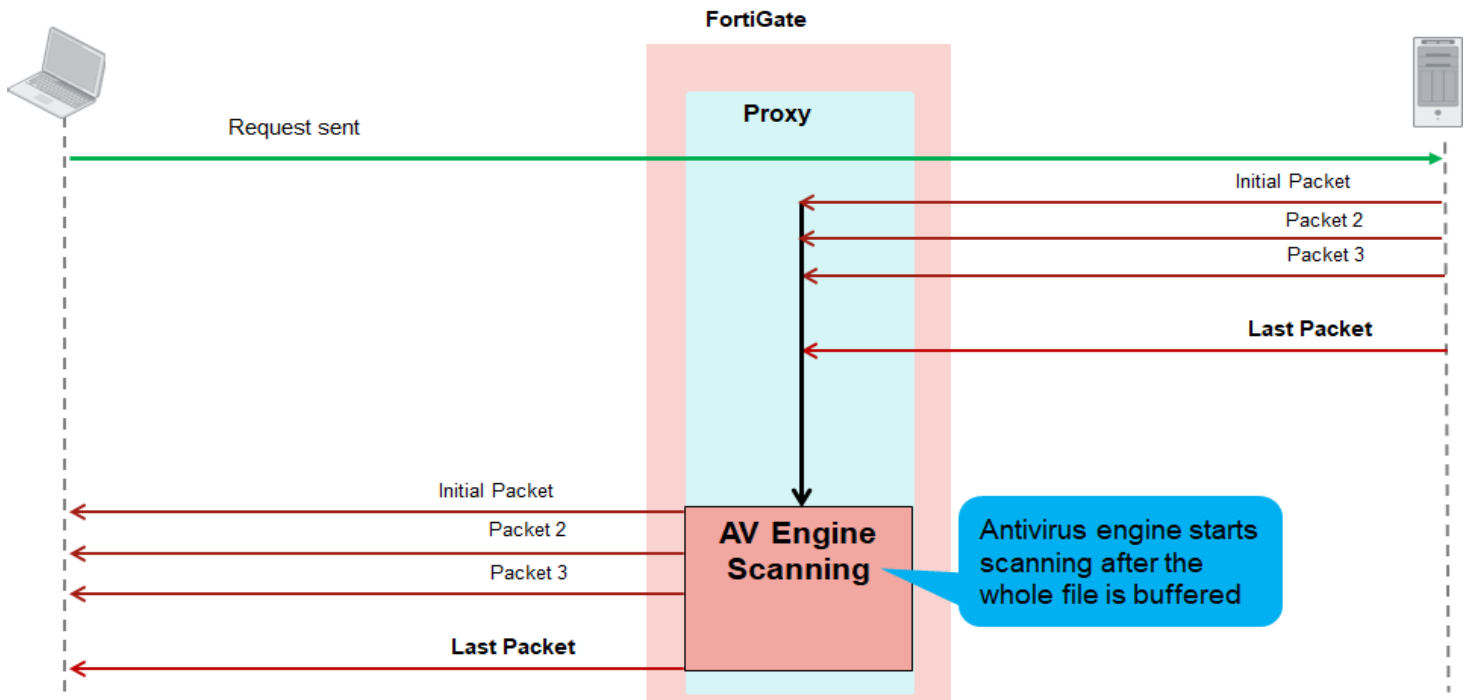 FortiGate
Proxy
Request sent
Initial Packet
Packet 2
Packet 3
Last Packet
Initial Packet
Packet 2
Packet 3
Last Packet
AV Engine
Scanning
Antivirus engine starts
scanning after the
whole file is buffered